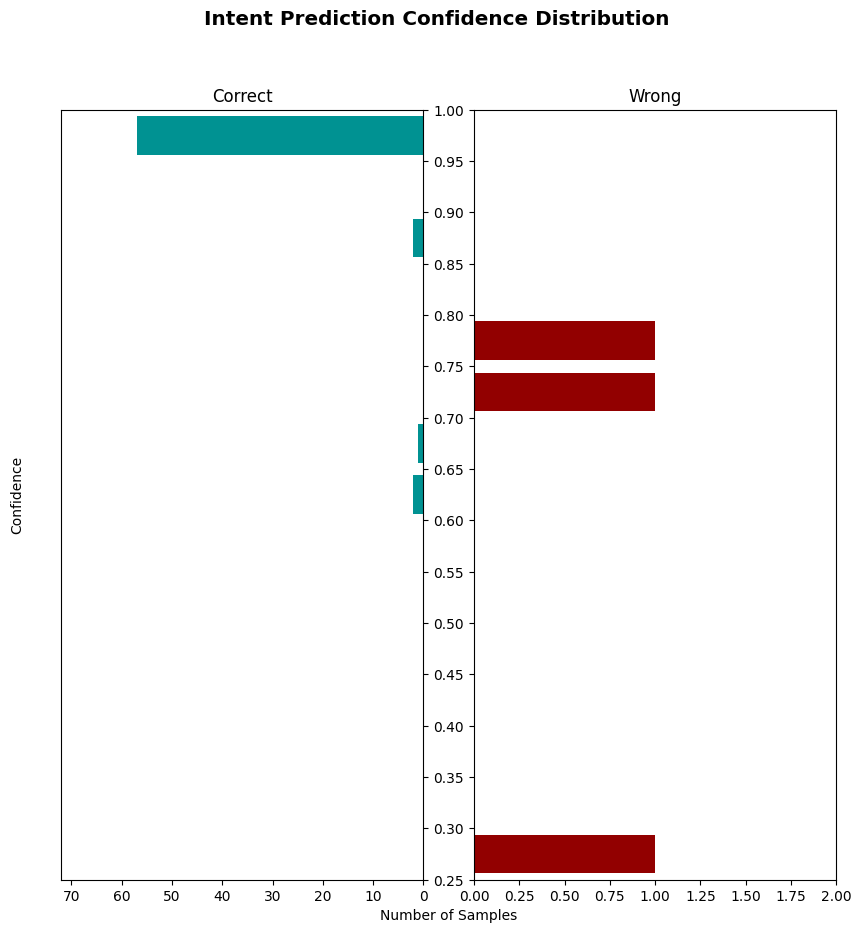 Intent Prediction Confidence Distribution
Correct
Wrong
1.00
0.95
0.90
0.85
0.80
0.75
0.70
0.65
0.60
0.55
0.50
0.45
0.40
0.35
0.30
0.25
Confidence
70 60 50 40 30 20 10 0
0.00 0.25 0.50 0.75 1.00 1.25 1.50 1.75 2.00
Number of Samples